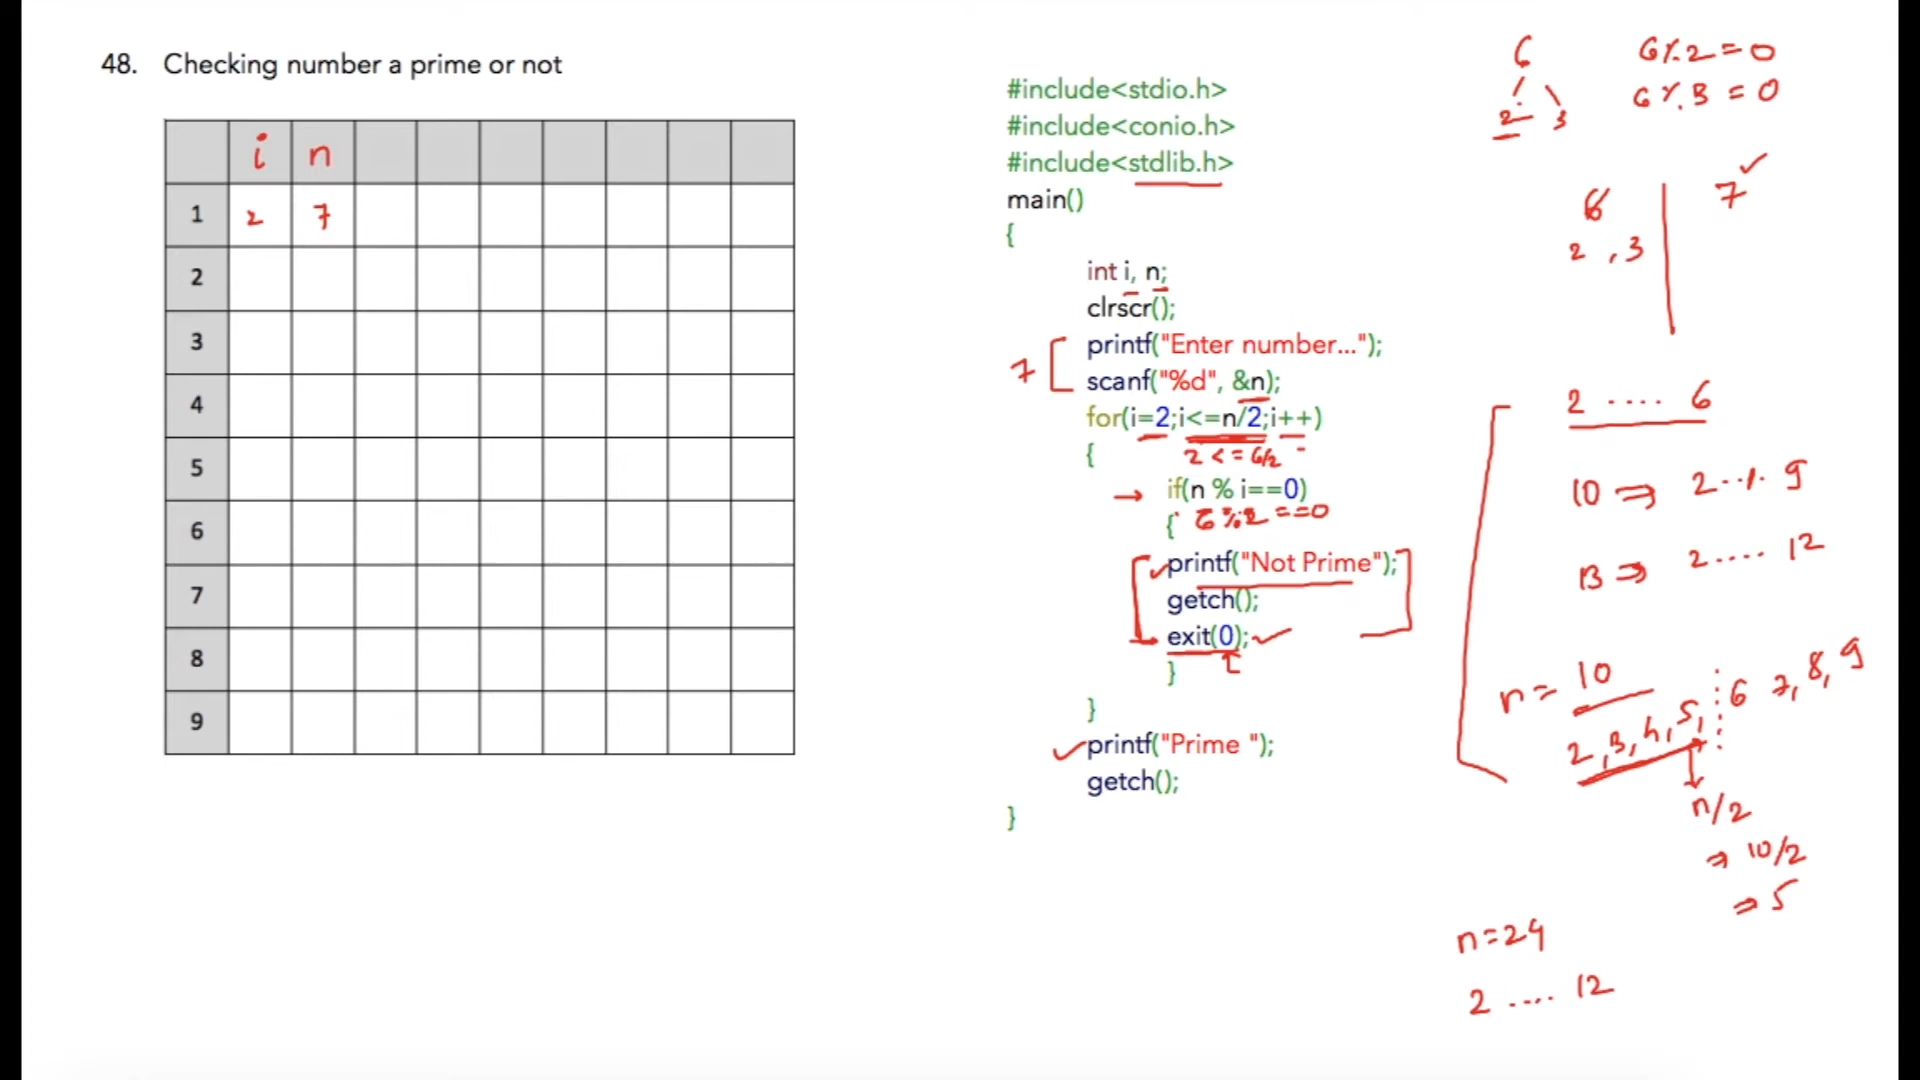 48. Checking number a prime or not
i n
1 2 7
2
3
4
5
6
7
8
9
#include<stdio.h>
#include<conio.h>
#include<stdlib.h>
main()
{
int i, n;
clrscr();
printf("Enter number...");
7
scanf("%d", &n);
for(i=2;i<=n/2;i++)
{
2 <= 6/2
if(n % i==0)
{
6 % 2 ==0
printf("Not Prime");
getch();
exit(0);
}
}
printf("Prime ");
getch();
}
6
2 3
6%2=0
6%3=0
6
2,3
7
2 .... 6
10 ⇒ 2... 9
13 ⇒ 2.... 12
n= 10
2,3,4,5, 6 7,8,9
n/2
⇒ 10/2
⇒ 5
n=24
2 .... 12